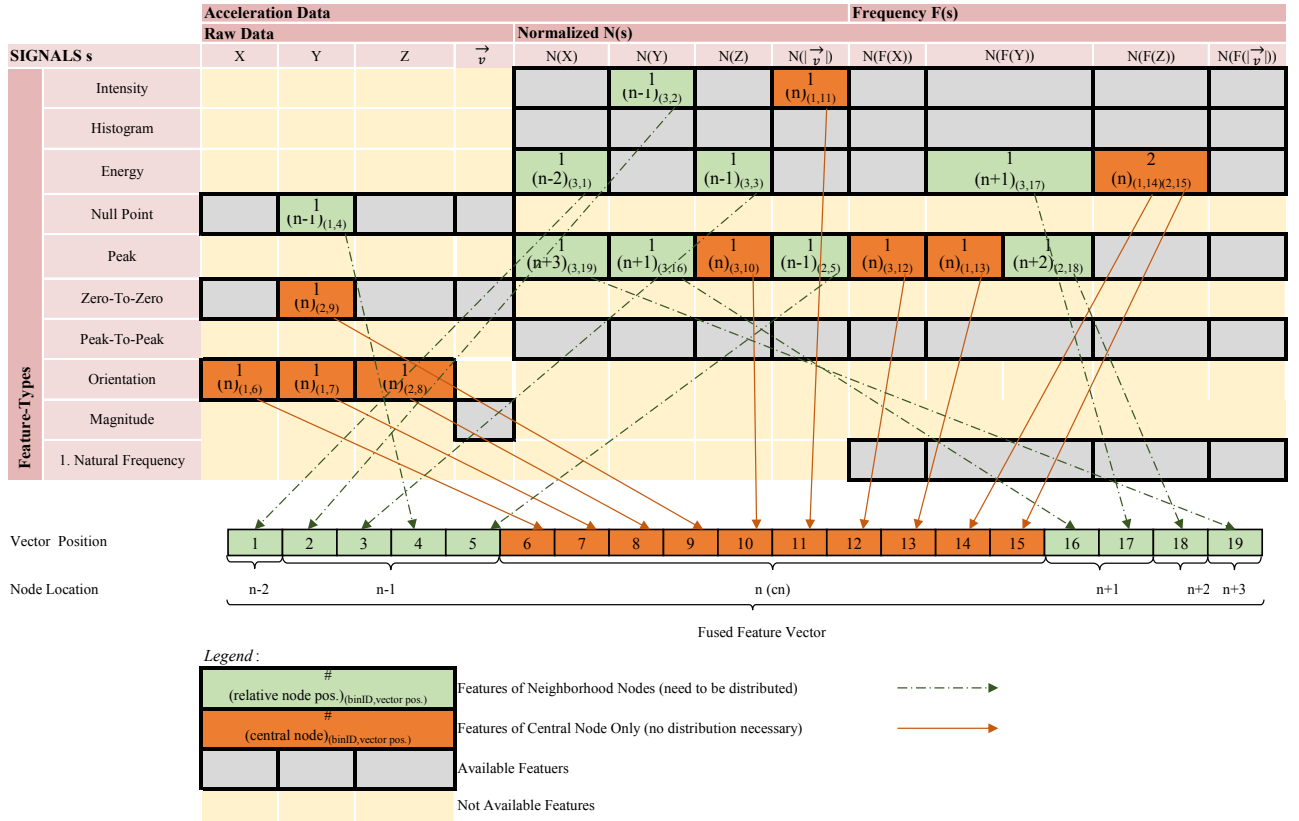 Acceleration Data Frequency F(s)
Raw Data Normalized N(s)
SIGNALS s X Y Z v N(X) N(Y) N(Z) N(|v|) N(F(X)) N(F(Y)) N(F(Z)) N(F(|v|))
Feature-Types
Intensity 1 1
(n-1)(3,2) (n)(1,11)
Histogram
Energy 1 1 1 2
(n-2)(3,1) (n-1)(3,3) (n+1)(3,17) (n)(1,14)(2,15)
Null Point 1
(n-1)(1,4)
Peak 1 1 1 1 1 1 1
(n+3)(3,19) (n+1)(3,16) (n)(3,10) (n-1)(2,5) (n)(3,12) (n)(1,13) (n+2)(2,18)
Zero-To-Zero 1
(n)(2,9)
Peak-To-Peak
Orientation 1 1 1
(n)(1,6) (n)(1,7) (n)(2,8)
Magnitude
1. Natural Frequency
Vector Position 1 2 3 4 5 6 7 8 9 10 11 12 13 14 15 16 17 18 19
Node Location n-2 n-1 n (cn) n+1 n+2 n+3
Fused Feature Vector
Legend :
#
(relative node pos.)(binID,vector pos.) Features of Neighborhood Nodes (need to be distributed)
#
(central node)(binID,vector pos.) Features of Central Node Only (no distribution necessary)
Available Featuers
Not Available Features